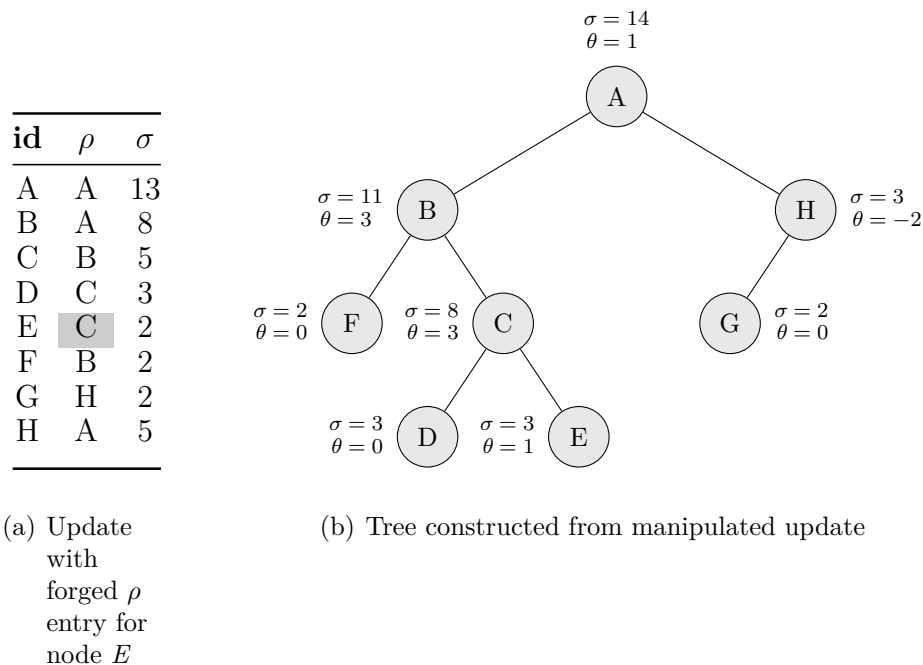 id ρ σ
A A 13
B A 8
C B 5
D C 3
E C 2
F B 2
G H 2
H A 5
(a) Update
with
forged ρ
entry for
node E
σ = 14
θ = 1
A
σ = 11
θ = 3
B
H
σ = 3
θ = −2
σ = 2
θ = 0
F
σ = 8
θ = 3
C
G
σ = 2
θ = 0
σ = 3
θ = 0
D
σ = 3
θ = 1
E
(b) Tree constructed from manipulated update